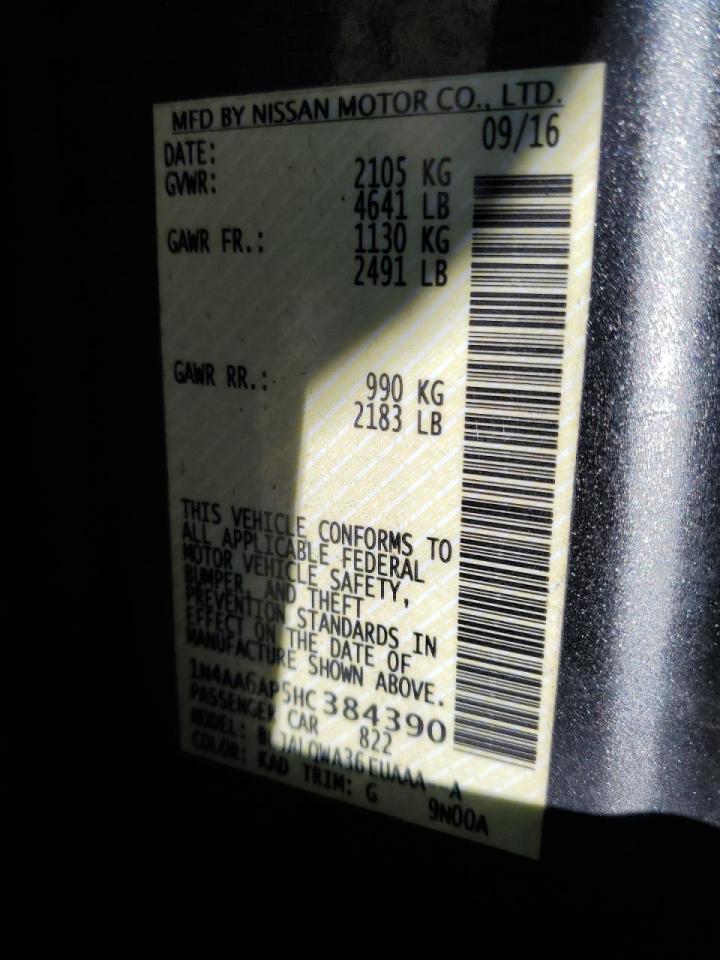 MFD BY NISSAN MOTOR CO., LTD.
DATE: 09/16
GVWR: 2105 KG
4641 LB
GAWR FR.: 1130 KG
2491 LB
GAWR RR.: 990 KG
2183 LB
THIS VEHICLE CONFORMS TO
ALL APPLICABLE FEDERAL
MOTOR VEHICLE SAFETY,
BUMPER, AND THEFT
PREVENTION STANDARDS IN
EFFECT ON THE DATE OF
MANUFACTURE SHOWN ABOVE.
1N4AA6AP5HC 384390
PASSENGER CAR 822
MODEL: A
COLOR: KAD TRIM: G 9N00A